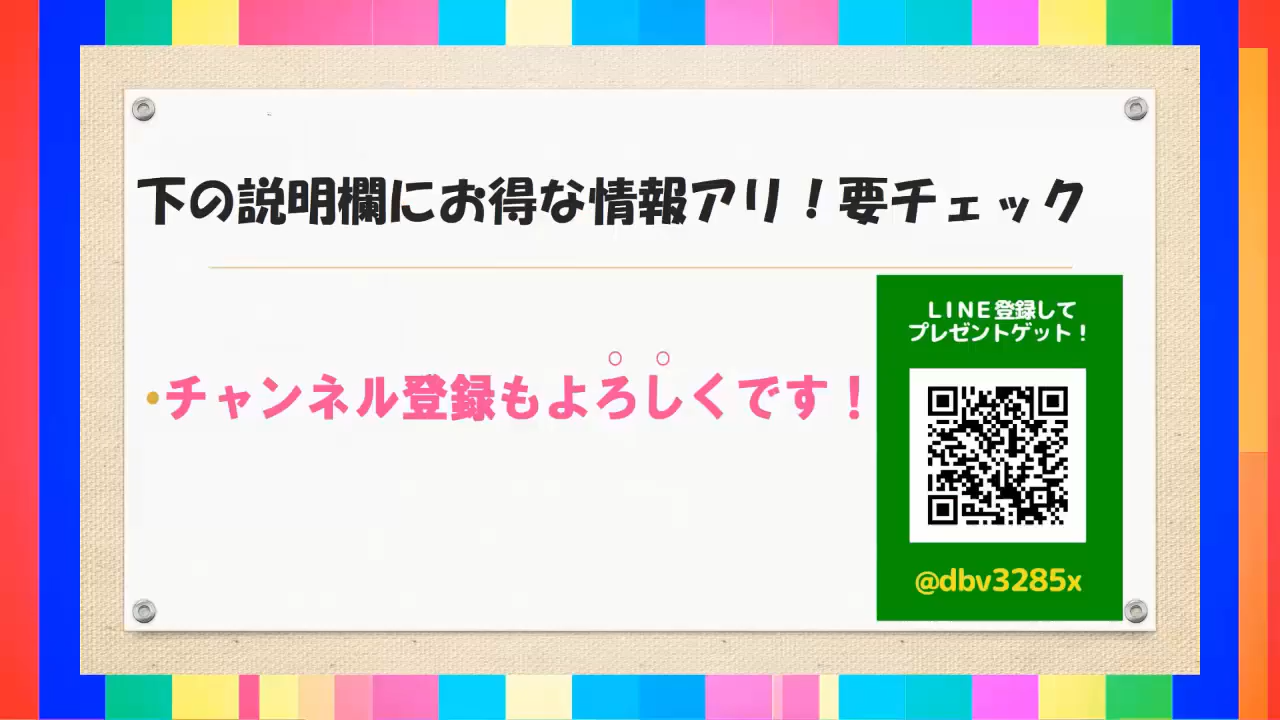 下の説明欄にお得な情報アリ！要チェック
•チャンネル登録もよろしくです！
LINE登録して
プレゼントゲット！
@dbv3285x